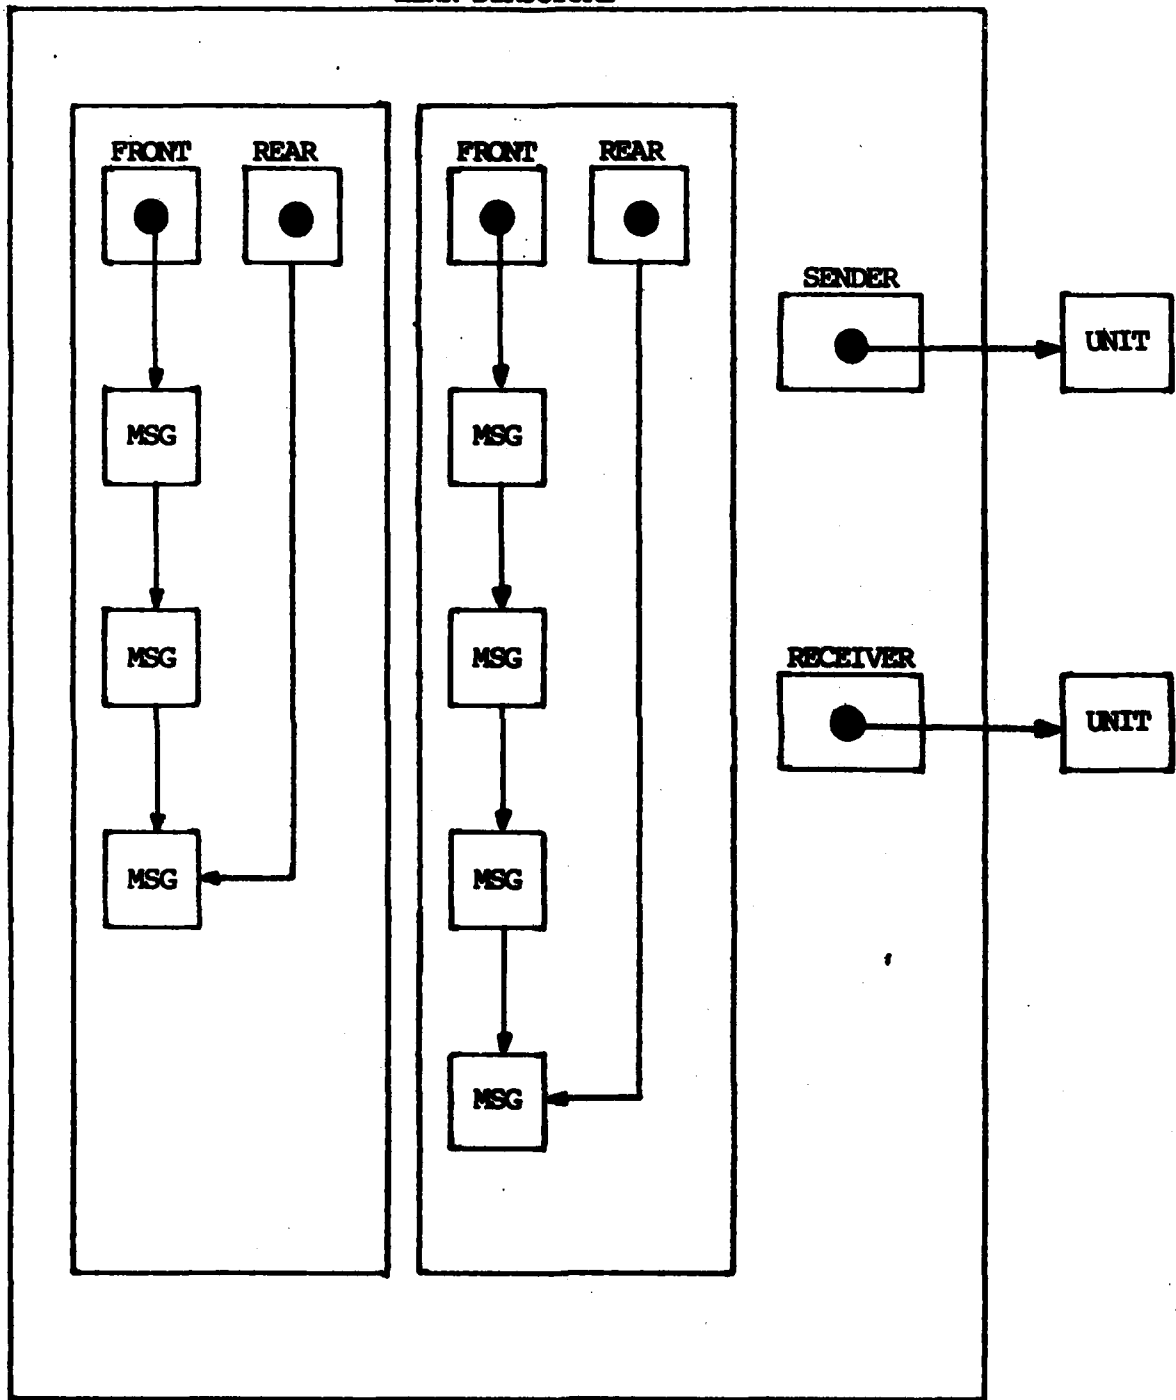 FRONT REAR FRONT REAR
SENDER
UNIT
MSG MSG
RECEIVER
MSG MSG
UNIT
MSG MSG
MSG